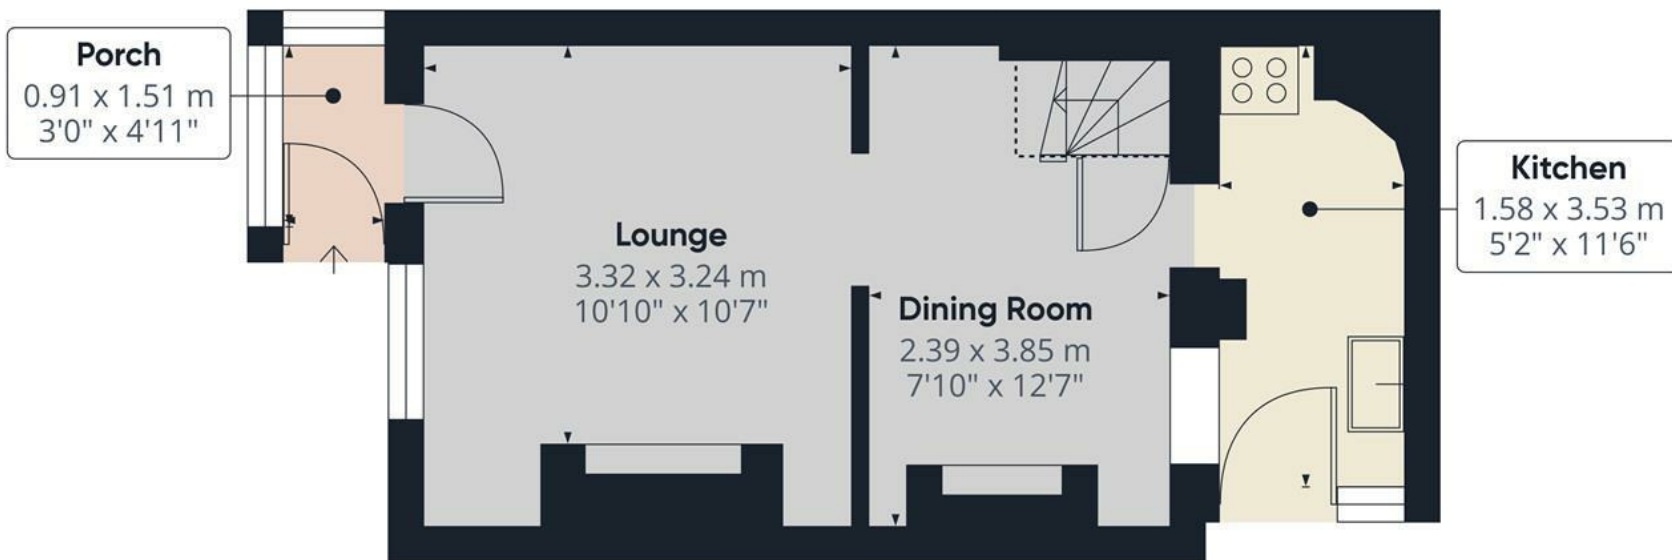 Porch
0.91 x 1.51 m
3'0" x 4'11"
Lounge
3.32 x 3.24 m
10'10" x 10'7"
Dining Room
2.39 x 3.85 m
7'10" x 12'7"
Kitchen
1.58 x 3.53 m
5'2" x 11'6"